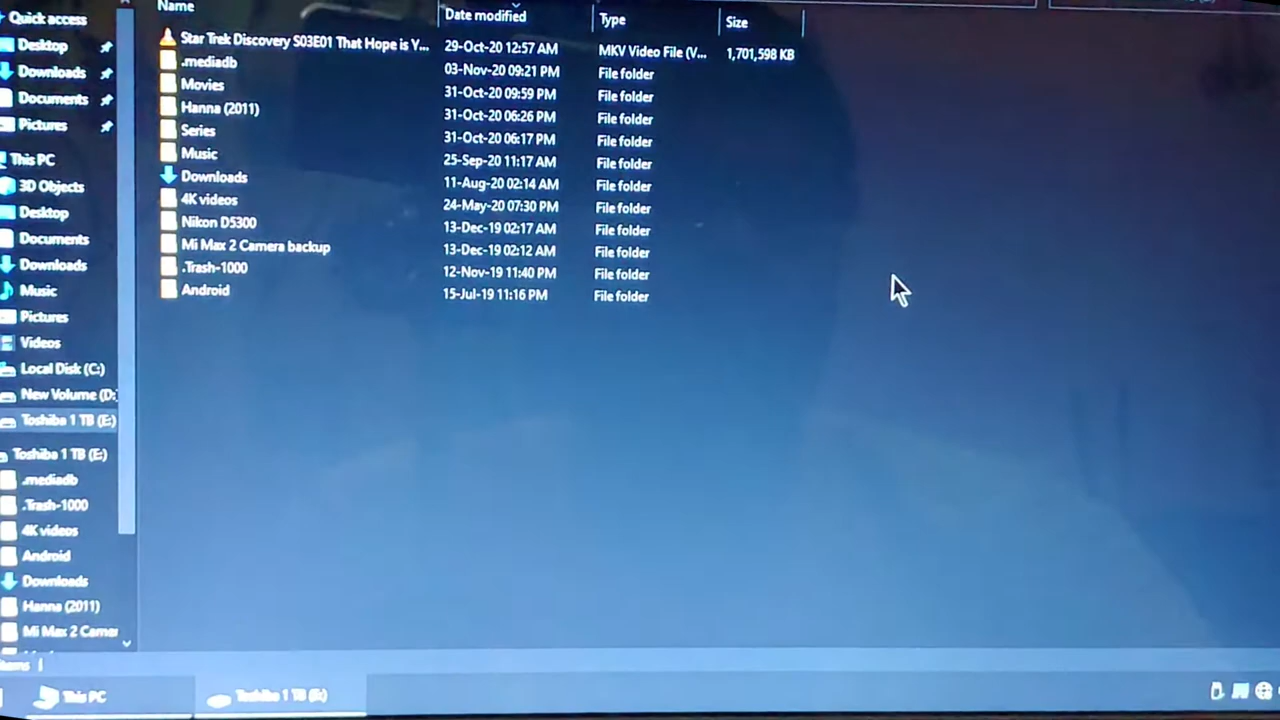 Quick access
Desktop
Downloads
Documents
Pictures
This PC
3D Objects
Desktop
Documents
Downloads
Music
Pictures
Videos
Local Disk (C:)
New Volume (D:
Toshiba 1 TB (E:)
Toshiba 1 TB (E:)
.mediadb
.Trash-1000
4K videos
Android
Downloads
Hanna (2011)
Mi Max 2 Camer
Name Date modified Type Size
Star Trek Discovery S03E01 That Hope is Y... 29-Oct-20 12:57 AM MKV Video File (V... 1,701,598 KB
.mediadb 03-Nov-20 09:21 PM File folder
Movies 31-Oct-20 09:59 PM File folder
Hanna (2011) 31-Oct-20 06:26 PM File folder
Series 31-Oct-20 06:17 PM File folder
Music 25-Sep-20 11:17 AM File folder
Downloads 11-Aug-20 02:14 AM File folder
4K videos 24-May-20 07:30 PM File folder
Nikon D5300 13-Dec-19 02:17 AM File folder
Mi Max 2 Camera backup 13-Dec-19 02:12 AM File folder
.Trash-1000 12-Nov-19 11:40 PM File folder
Android 15-Jul-19 11:16 PM File folder
items
This PC Toshiba 1 TB (E:)